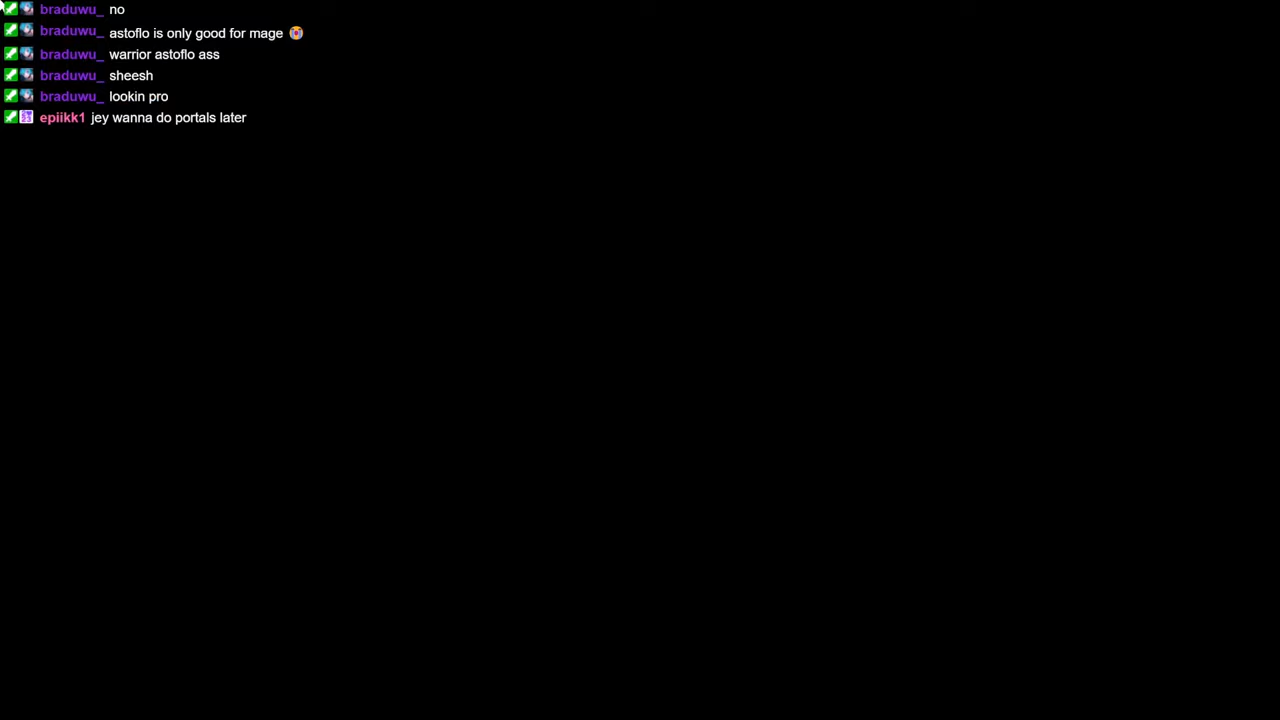 braduwu_ no
braduwu_ astoflo is only good for mage 😭
braduwu_ warrior astoflo ass
braduwu_ sheesh
braduwu_ lookin pro
epiikk1 jey wanna do portals later